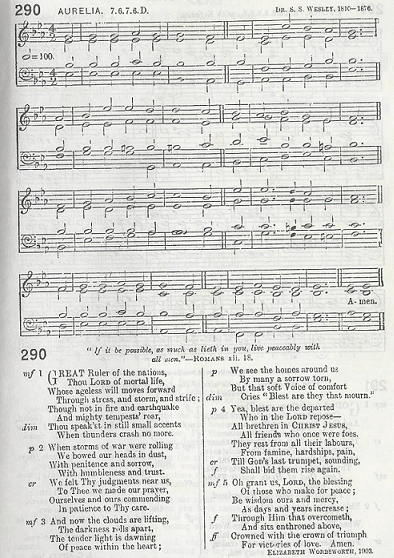 290 AURELIA. 7.6.7.6.D. DR. S. S. WESLEY, 1810—1876.
=100.
A- men.
290
"If it be possible, as much as lieth in you, live peaceably with
all men."—ROMANS xii. 18.
mf 1 GREAT Ruler of the nations,
Thou LORD of mortal life,
Whose ageless will moves forward
Through stress, and storm, and strife;
Though not in fire and earthquake
And mighty tempests' roar,
dim Thou speak'st in still small accents
When thunders crash no more.
p 2 When storms of war were rolling
We bowed our heads in dust,
With penitence and sorrow,
With humbleness and trust.
cr We felt Thy judgments near us,
To Thee we made our prayer,
Ourselves and ours commending
In patience to Thy care.
mf 3 And now the clouds are lifting,
The darkness rolls apart,
The tender light is dawning
Of peace within the heart;
p We see the homes around us
By many a sorrow torn,
But that soft Voice of comfort
dim Cries "Blest are they that mourn."
p 4 Yea, blest are the departed
Who in the LORD repose—
All brethren in CHRIST JESUS,
All friends who once were foes.
They rest from all their labours,
From famine, hardships, pain,
cr Till GOD'S last trumpet, sounding,
f Shall bid them rise again.
mf 5 Oh grant us, LORD, the blessing
Of those who make for peace;
Be wisdom ours and mercy,
As days and years increase;
f Through Him that overcometh,
And sits enthroned above,
ff Crowned with the crown of triumph
For victories of love. Amen.
ELIZABETH WORDSWORTH, 1902.